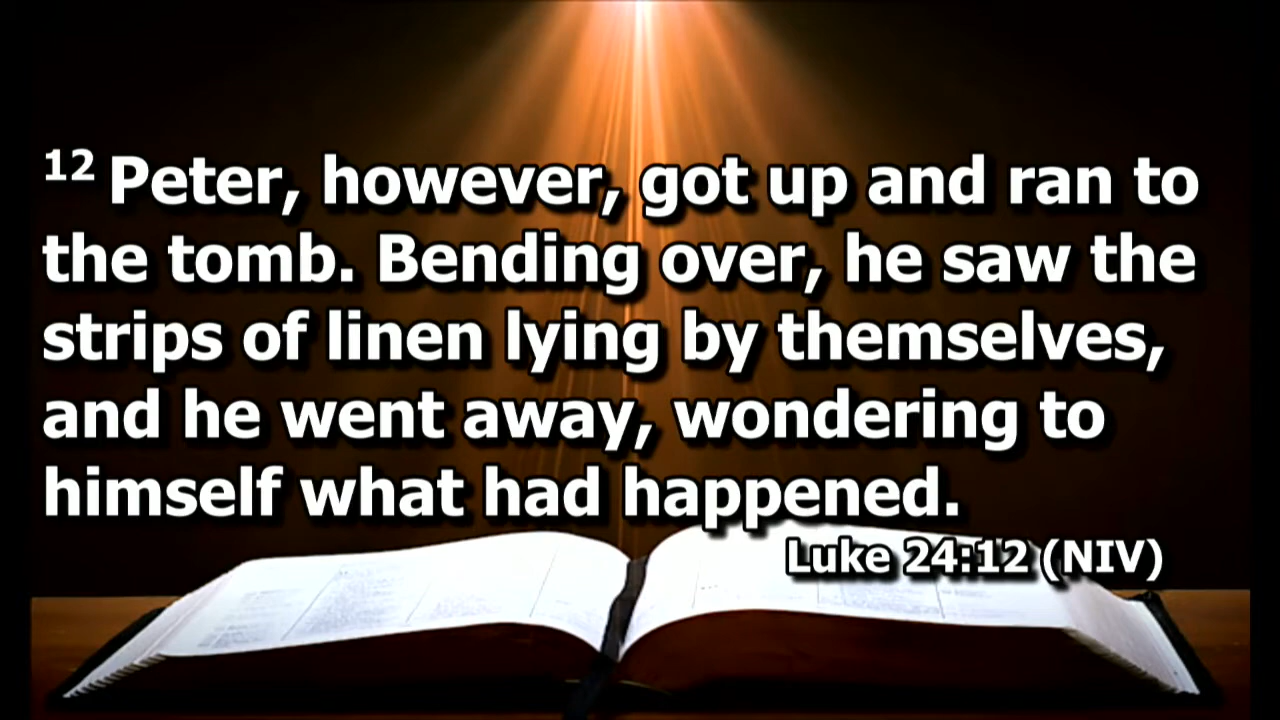 12 Peter, however, got up and ran to
the tomb. Bending over, he saw the
strips of linen lying by themselves,
and he went away, wondering to
himself what had happened.
Luke 24:12 (NIV)